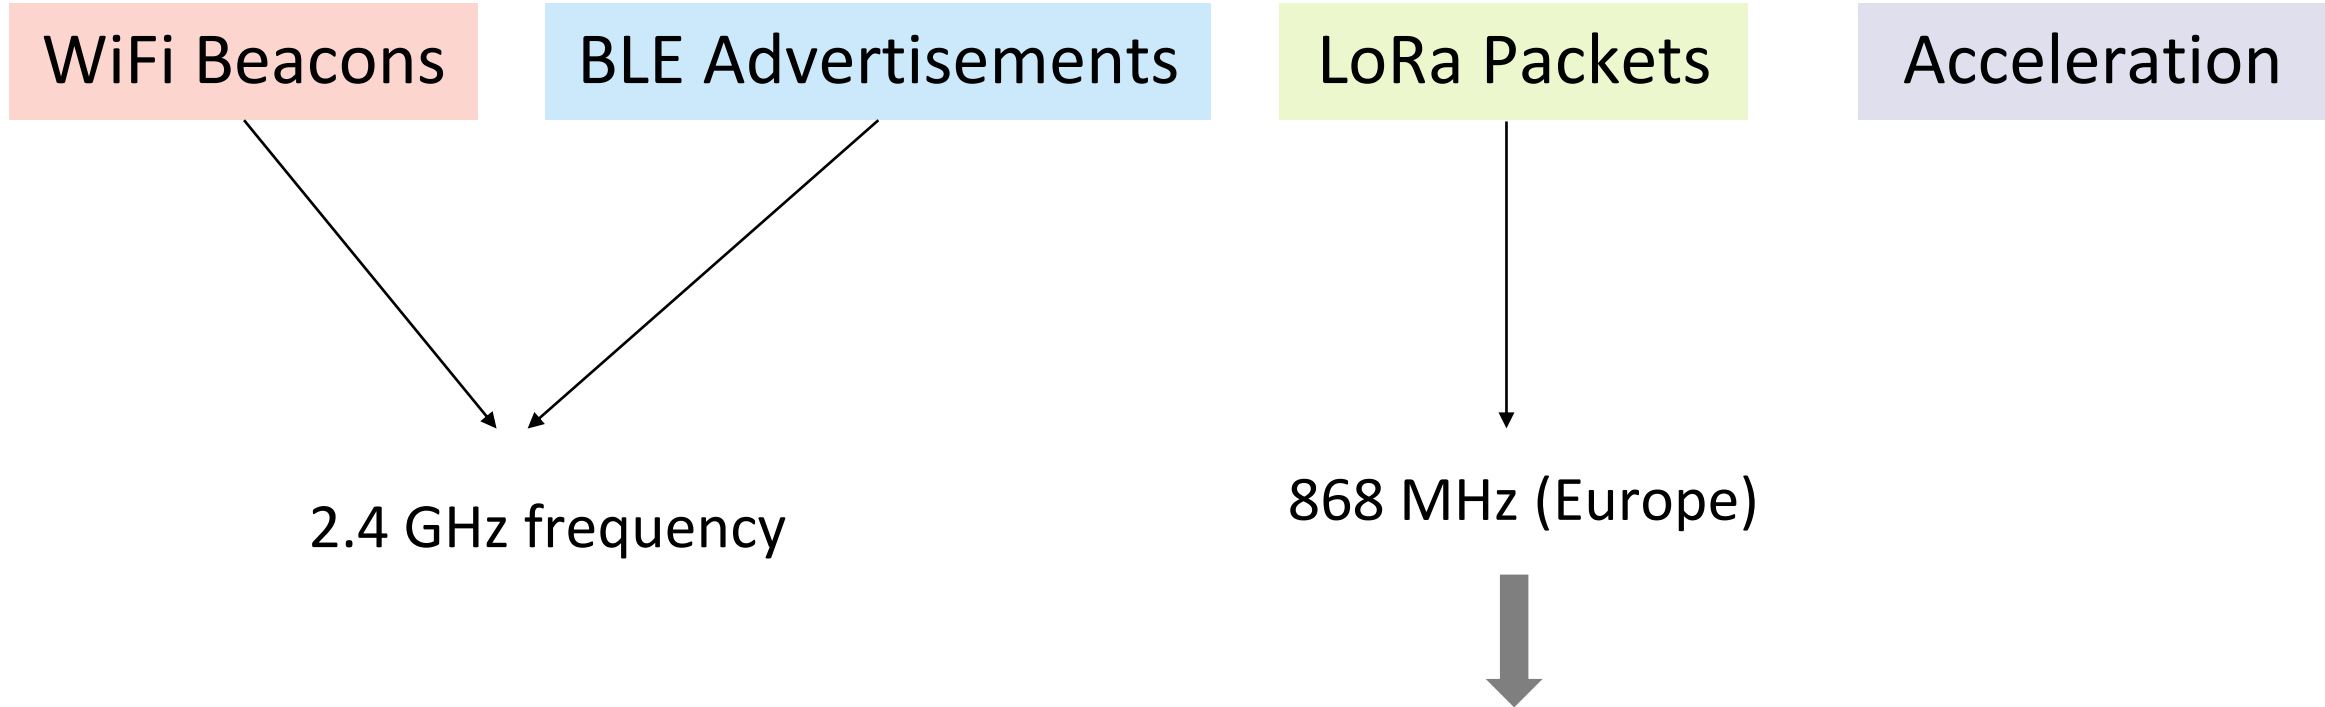 WiFi Beacons
BLE Advertisements
LoRa Packets
Acceleration
2.4 GHz frequency
868 MHz (Europe)